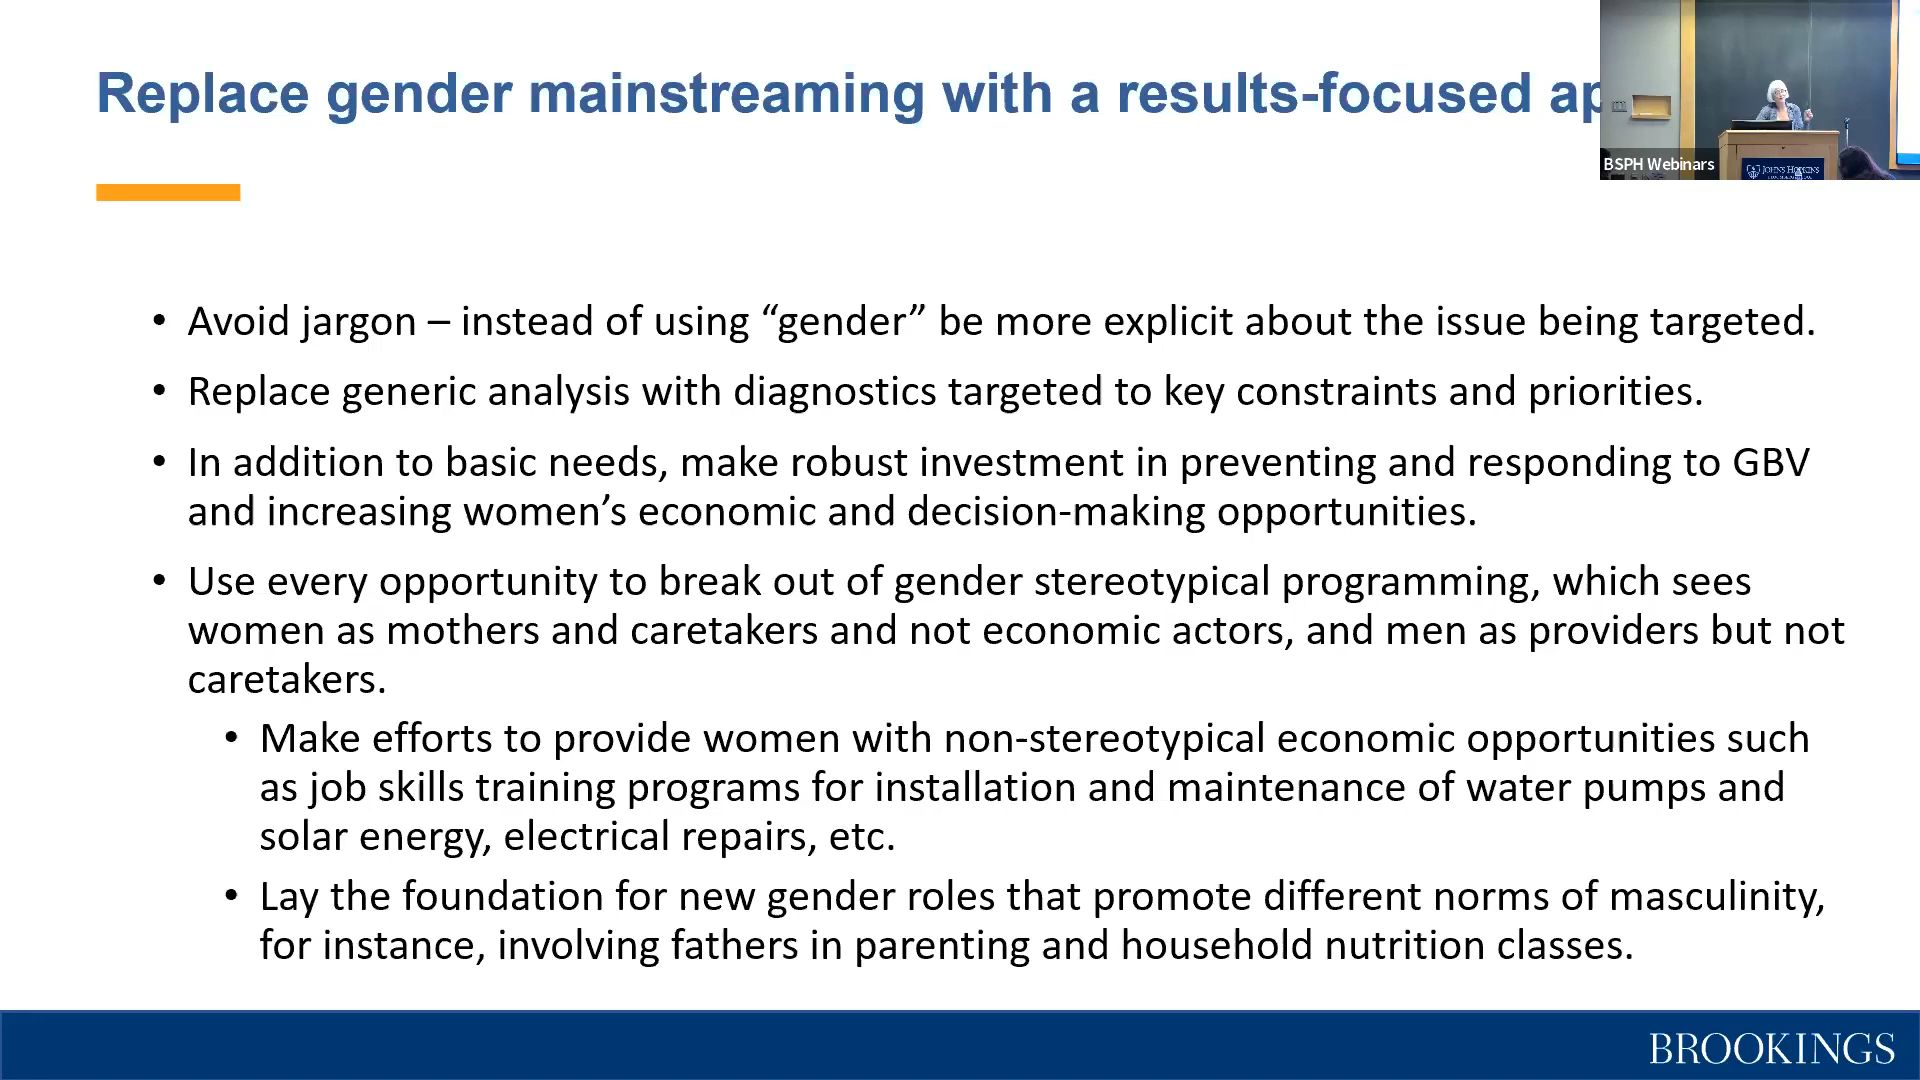 Replace gender mainstreaming with a results-focused ap
BSPH Webinars
JOHNS HOPKINS
• Avoid jargon – instead of using “gender” be more explicit about the issue being targeted.
• Replace generic analysis with diagnostics targeted to key constraints and priorities.
• In addition to basic needs, make robust investment in preventing and responding to GBV
and increasing women’s economic and decision-making opportunities.
• Use every opportunity to break out of gender stereotypical programming, which sees
women as mothers and caretakers and not economic actors, and men as providers but not
caretakers.
• Make efforts to provide women with non-stereotypical economic opportunities such
as job skills training programs for installation and maintenance of water pumps and
solar energy, electrical repairs, etc.
• Lay the foundation for new gender roles that promote different norms of masculinity,
for instance, involving fathers in parenting and household nutrition classes.
BROOKINGS